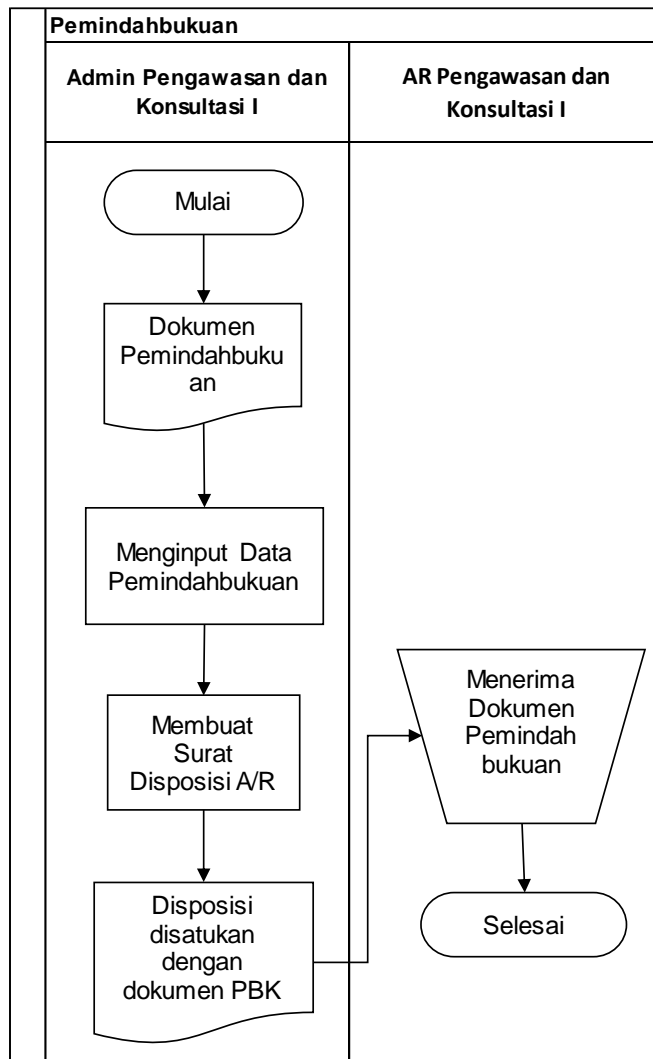 Pemindahbukuan
Admin Pengawasan dan
Konsultasi I
AR Pengawasan dan
Konsultasi I
Mulai
Dokumen
Pemindahbuku
an
Menginput Data
Pemindahbukuan
Membuat
Surat
Disposisi A/R
Disposisi
disatukan
dengan
dokumen PBK
Menerima
Dokumen
Pemindah
bukuan
Selesai